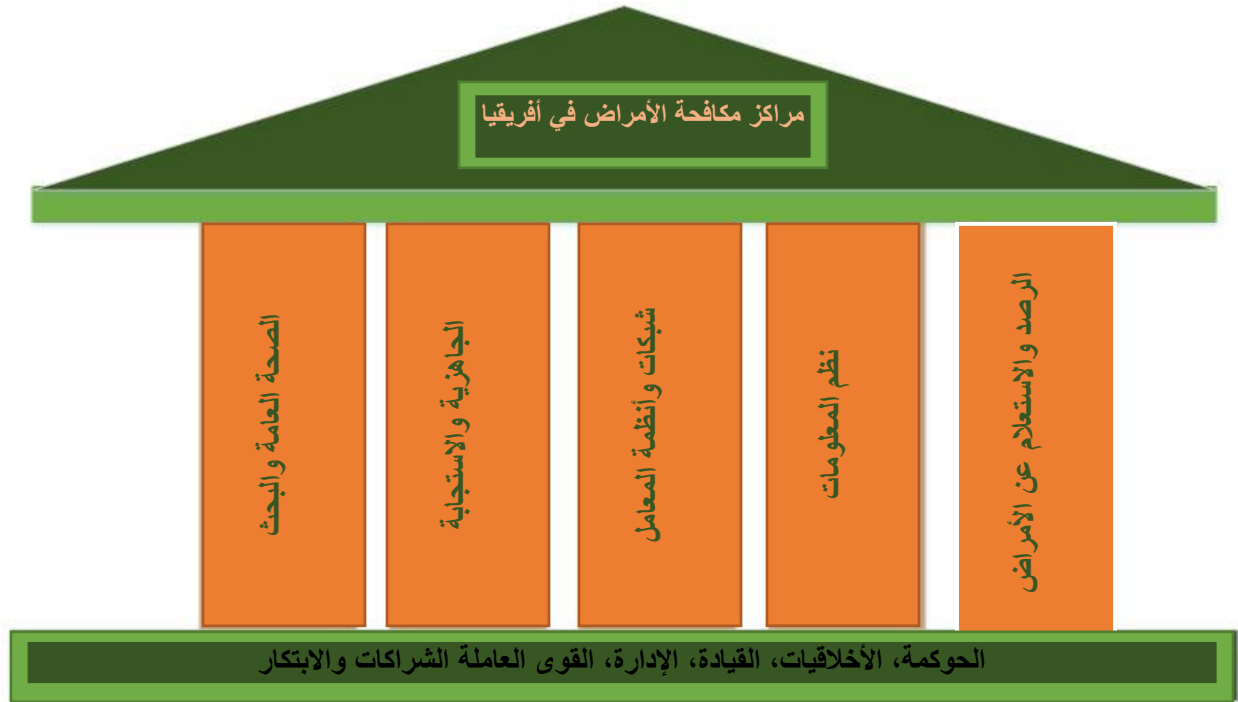 مراكز مكافحة الأمراض في أفريقيا
الرصد والاستعلام عن الأمراض
نظم المعلومات
شبكات وأنظمة المعامل
الجاهزية والاستجابة
الصحة العامة والبحث
الحوكمة، الأخلاقيات، القيادة، الإدارة، القوى العاملة الشراكات والابتكار